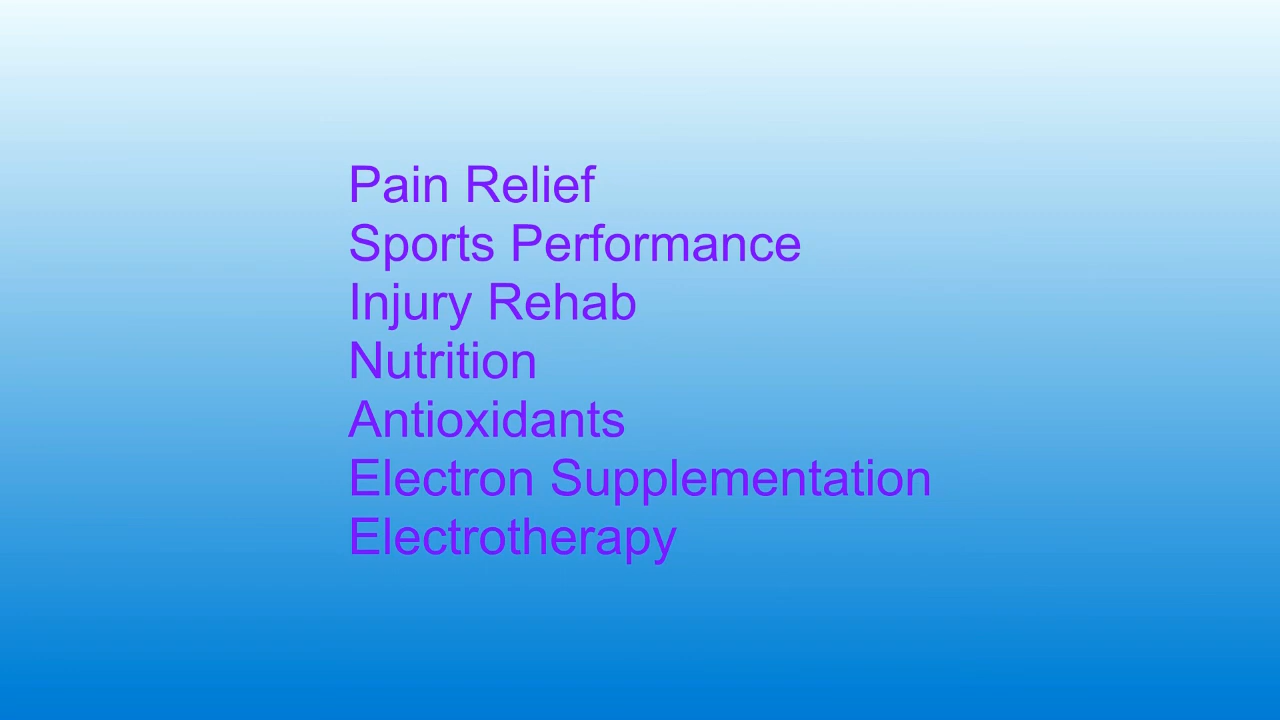 Pain Relief
Sports Performance
Injury Rehab
Nutrition
Antioxidants
Electron Supplementation
Electrotherapy